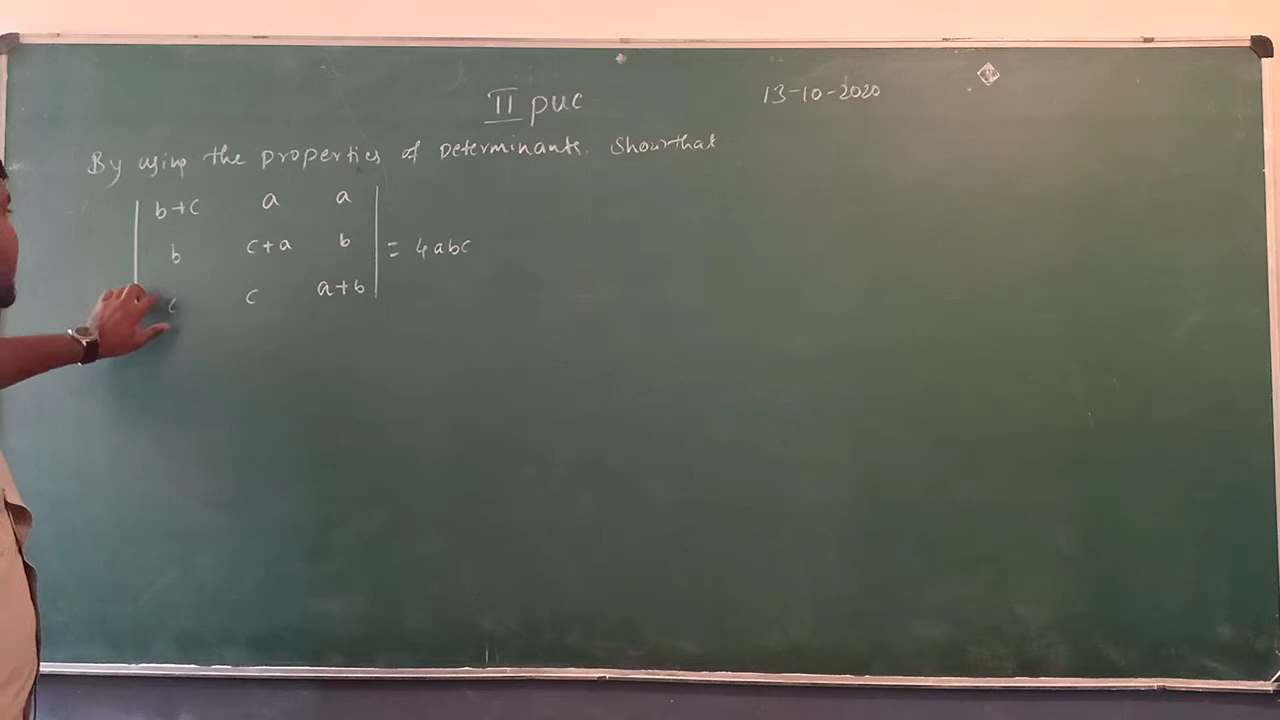 II PUC
13-10-2020
By using the properties of Determinants. Show that
b+c a a
b c+a b = 4abc
c c a+b